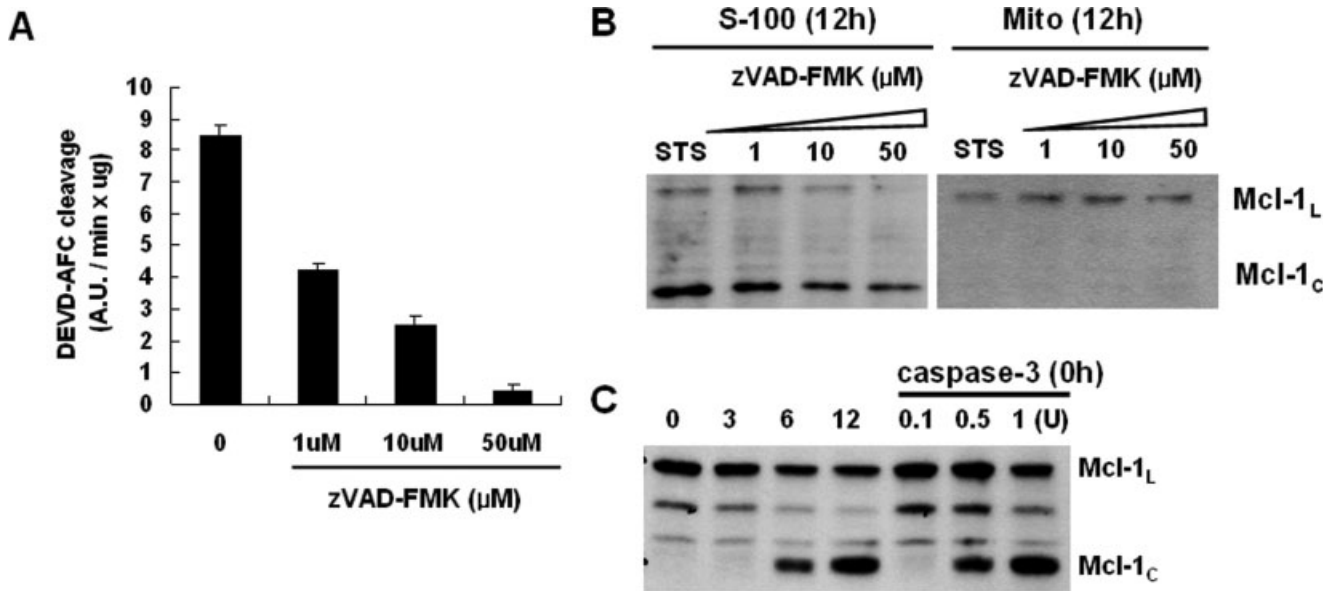 A
DEVD-AFC cleavage
(A.U. / min x ug)
10
9
8
7
6
5
4
3
2
1
0
0 1uM 10uM 50uM
zVAD-FMK (µM)
B
S-100 (12h) Mito (12h)
zVAD-FMK (µM) zVAD-FMK (µM)
STS 1 10 50 STS 1 10 50
Mcl-1L
Mcl-1C
C
caspase-3 (0h)
0 3 6 12 0.1 0.5 1 (U)
Mcl-1L
Mcl-1C